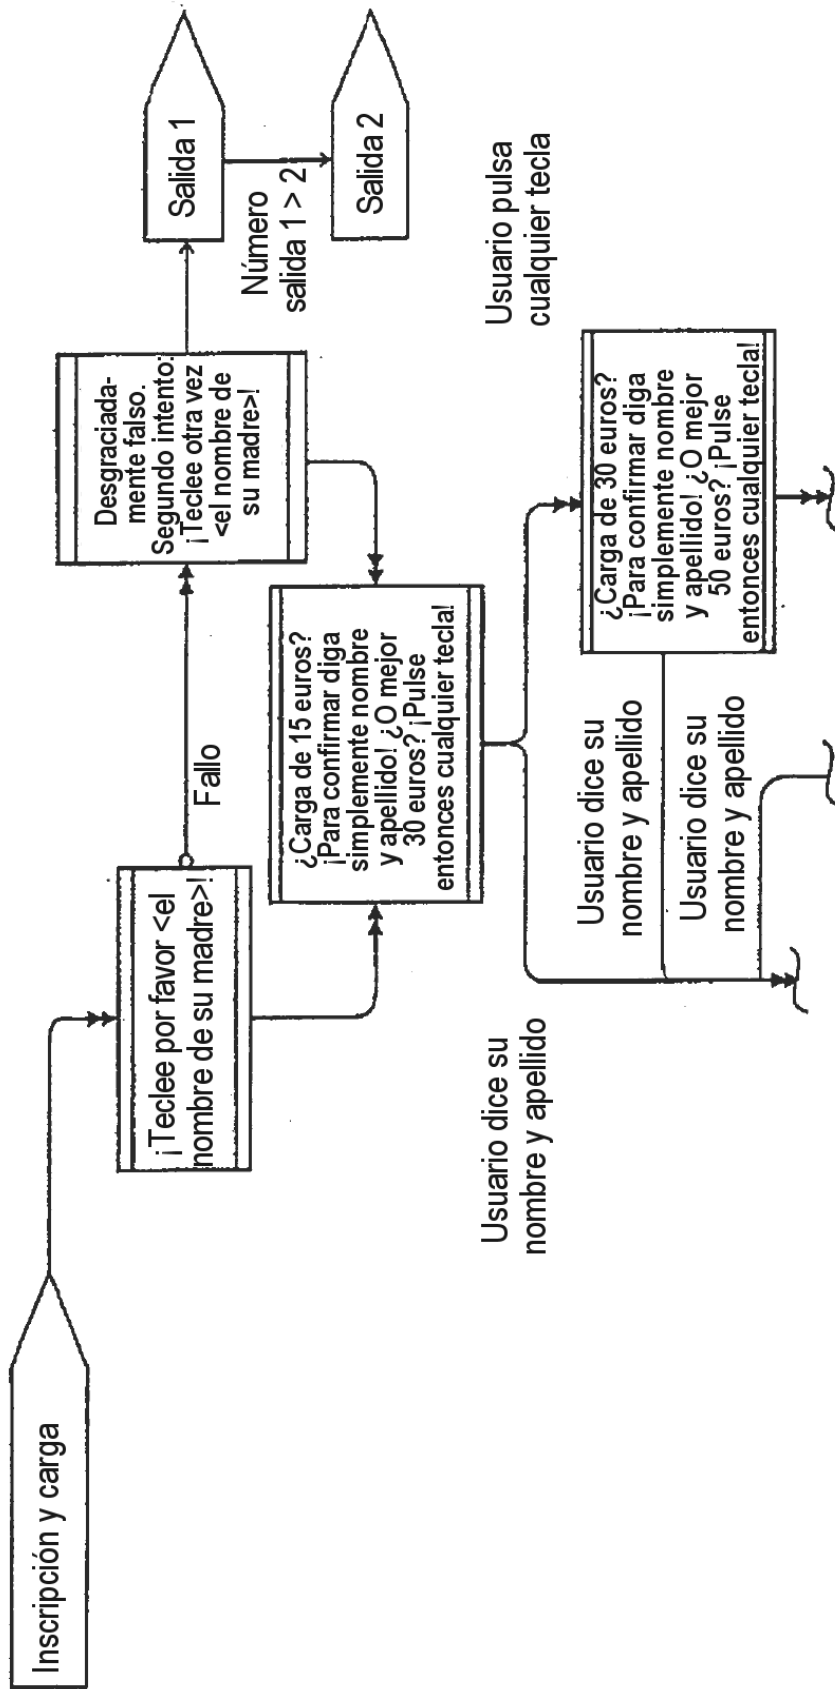 Inscripción y carga
¡Teclee por favor <el
nombre de su madre>!
Fallo
Desgraciada-
mente falso.
Segundo intento:
¡Teclee otra vez
<el nombre de
su madre>!
Salida 1
Número
salida 1 > 2
Salida 2
¿Carga de 15 euros?
¡Para confirmar diga
simplemente nombre
y apellido! ¿O mejor
30 euros? ¡Pulse
entonces cualquier tecla!
Usuario dice su
nombre y apellido
Usuario pulsa
cualquier tecla
¿Carga de 30 euros?
¡Para confirmar diga
simplemente nombre
y apellido! ¿O mejor
50 euros? ¡Pulse
entonces cualquier tecla!
Usuario dice su
nombre y apellido
Usuario dice su
nombre y apellido